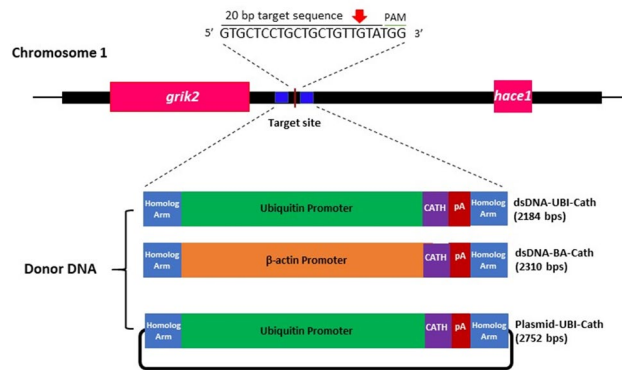 20 bp target sequence PAM
5' GTGCTCCTGCTGCTGTTGTATGG 3'
Chromosome 1
grik2
hace1
Target site
Donor DNA
Homolog Arm
Ubiquitin Promoter
CATH
pA
Homolog Arm
dsDNA-UBI-Cath
(2184 bps)
Homolog Arm
β-actin Promoter
CATH
pA
Homolog Arm
dsDNA-BA-Cath
(2310 bps)
Homolog Arm
Ubiquitin Promoter
CATH
pA
Homolog Arm
Plasmid-UBI-Cath
(2752 bps)